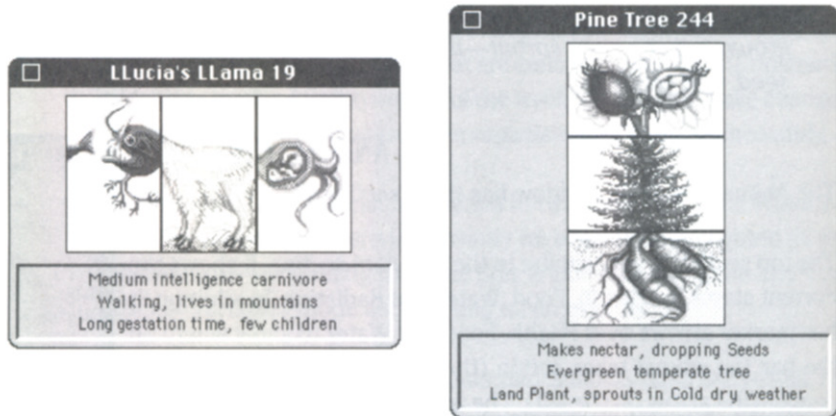 LLucia's LLama 19
Medium intelligence carnivore
Walking, lives in mountains
Long gestation time, few children
Pine Tree 244
Makes nectar, dropping Seeds
Evergreen temperate tree
Land Plant, sprouts in Cold dry weather